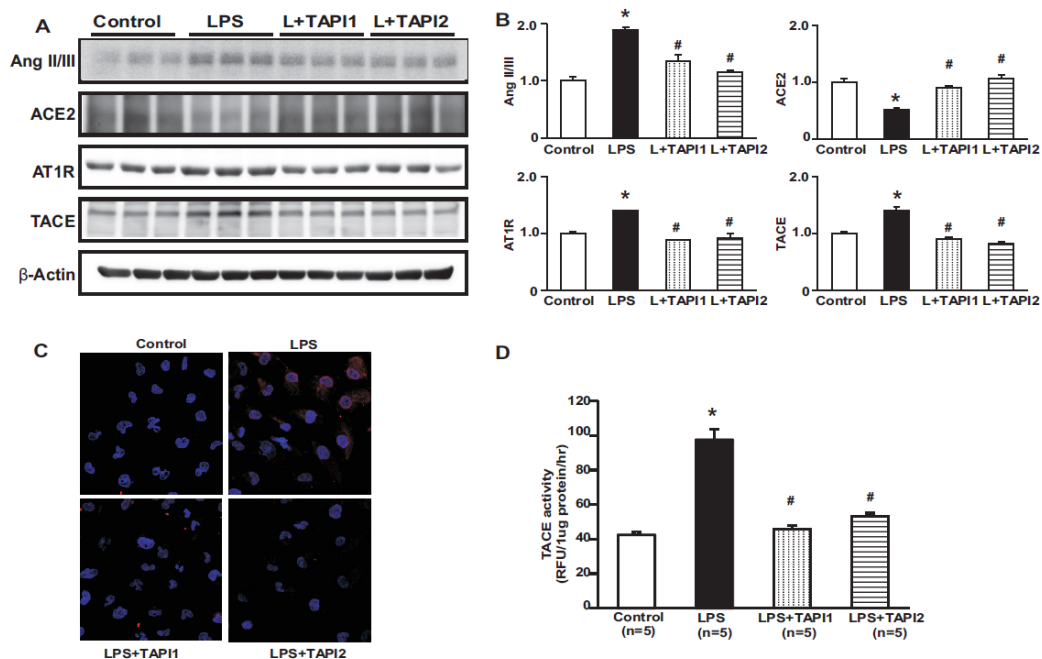 A
Control LPS L+TAPI1 L+TAPI2
Ang II/III
ACE2
AT1R
TACE
β-Actin
B
Ang II/III
2.0
1.0
0
*
#
#
Control LPS L+TAPI1 L+TAPI2
ACE2
2.0
1.0
0
*
#
#
Control LPS L+TAPI1 L+TAPI2
AT1R
2.0
1.0
0
*
#
#
Control LPS L+TAPI1 L+TAPI2
TACE
2.0
1.0
0
*
#
#
Control LPS L+TAPI1 L+TAPI2
C
Control LPS
LPS+TAPI1 LPS+TAPI2
D
TACE activity
(RFU/1ug protein/hr)
120
100
80
60
40
20
0
*
#
#
Control LPS LPS+TAPI1 LPS+TAPI2
(n=5) (n=5) (n=5) (n=5)